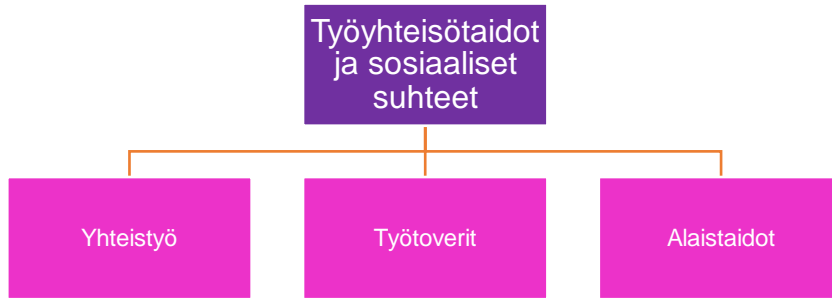 Työyhteisötaidot
ja sosiaaliset
suhteet
Yhteistyö
Työtoverit
Alaistaidot